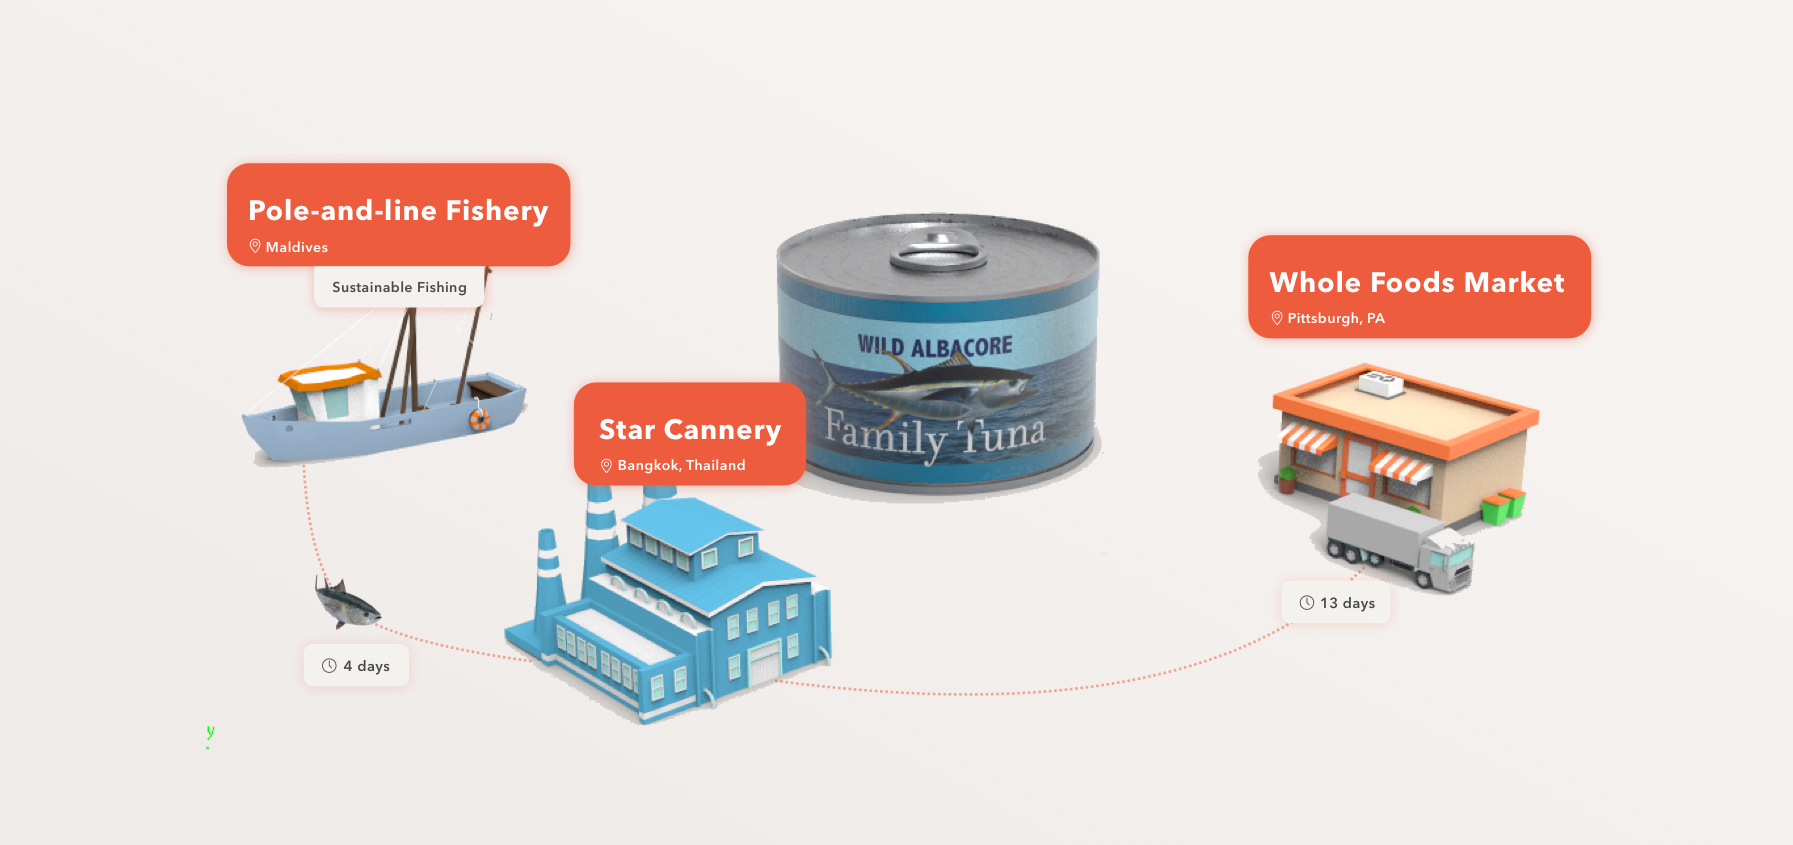 Pole-and-line Fishery
Maldives
Sustainable Fishing
WILD ALBACORE
Family Tuna
Whole Foods Market
Pittsburgh, PA
Star Cannery
Bangkok, Thailand
13 days
4 days
y